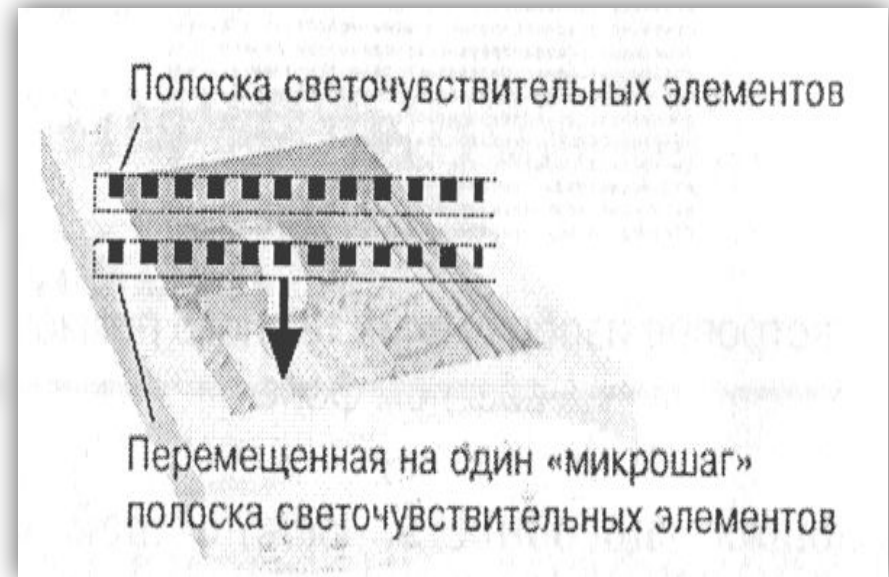 Полоска светочувствительных элементов
Перемещенная на один «микрошаг»
полоска светочувствительных элементов